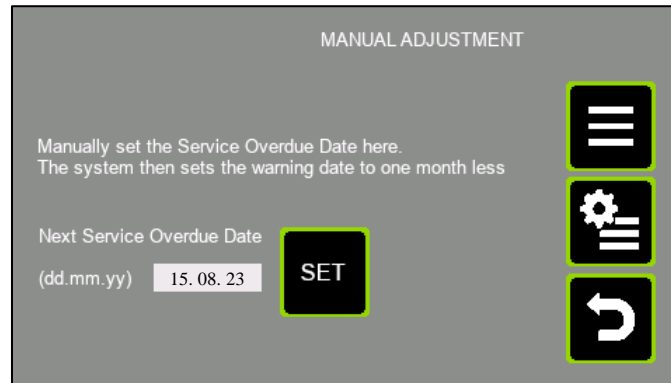 MANUAL ADJUSTMENT
Manually set the Service Overdue Date here.
The system then sets the warning date to one month less
Next Service Overdue Date
(dd.mm.yy) 15. 08. 23
SET